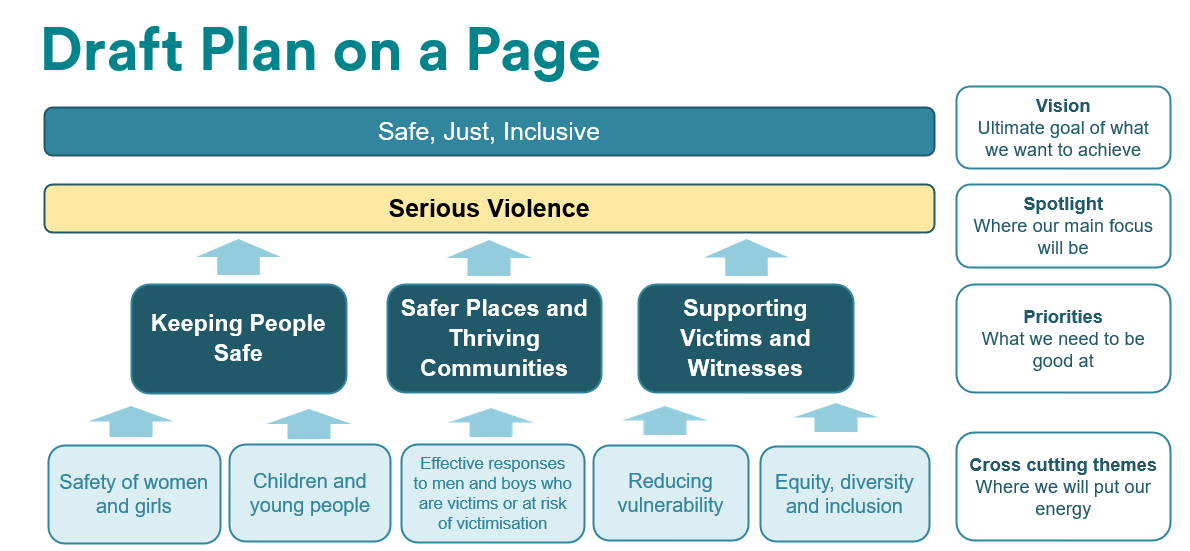 Draft Plan on a Page
Safe, Just, Inclusive
Vision
Ultimate goal of what
we want to achieve
Serious Violence
Spotlight
Where our main focus
will be
Keeping People
Safe
Safer Places and
Thriving
Communities
Supporting
Victims and
Witnesses
Priorities
What we need to be
good at
Safety of women
and girls
Children and
young people
Effective responses
to men and boys who
are victims or at risk
of victimisation
Reducing
vulnerability
Equity, diversity
and inclusion
Cross cutting themes
Where we will put our
energy